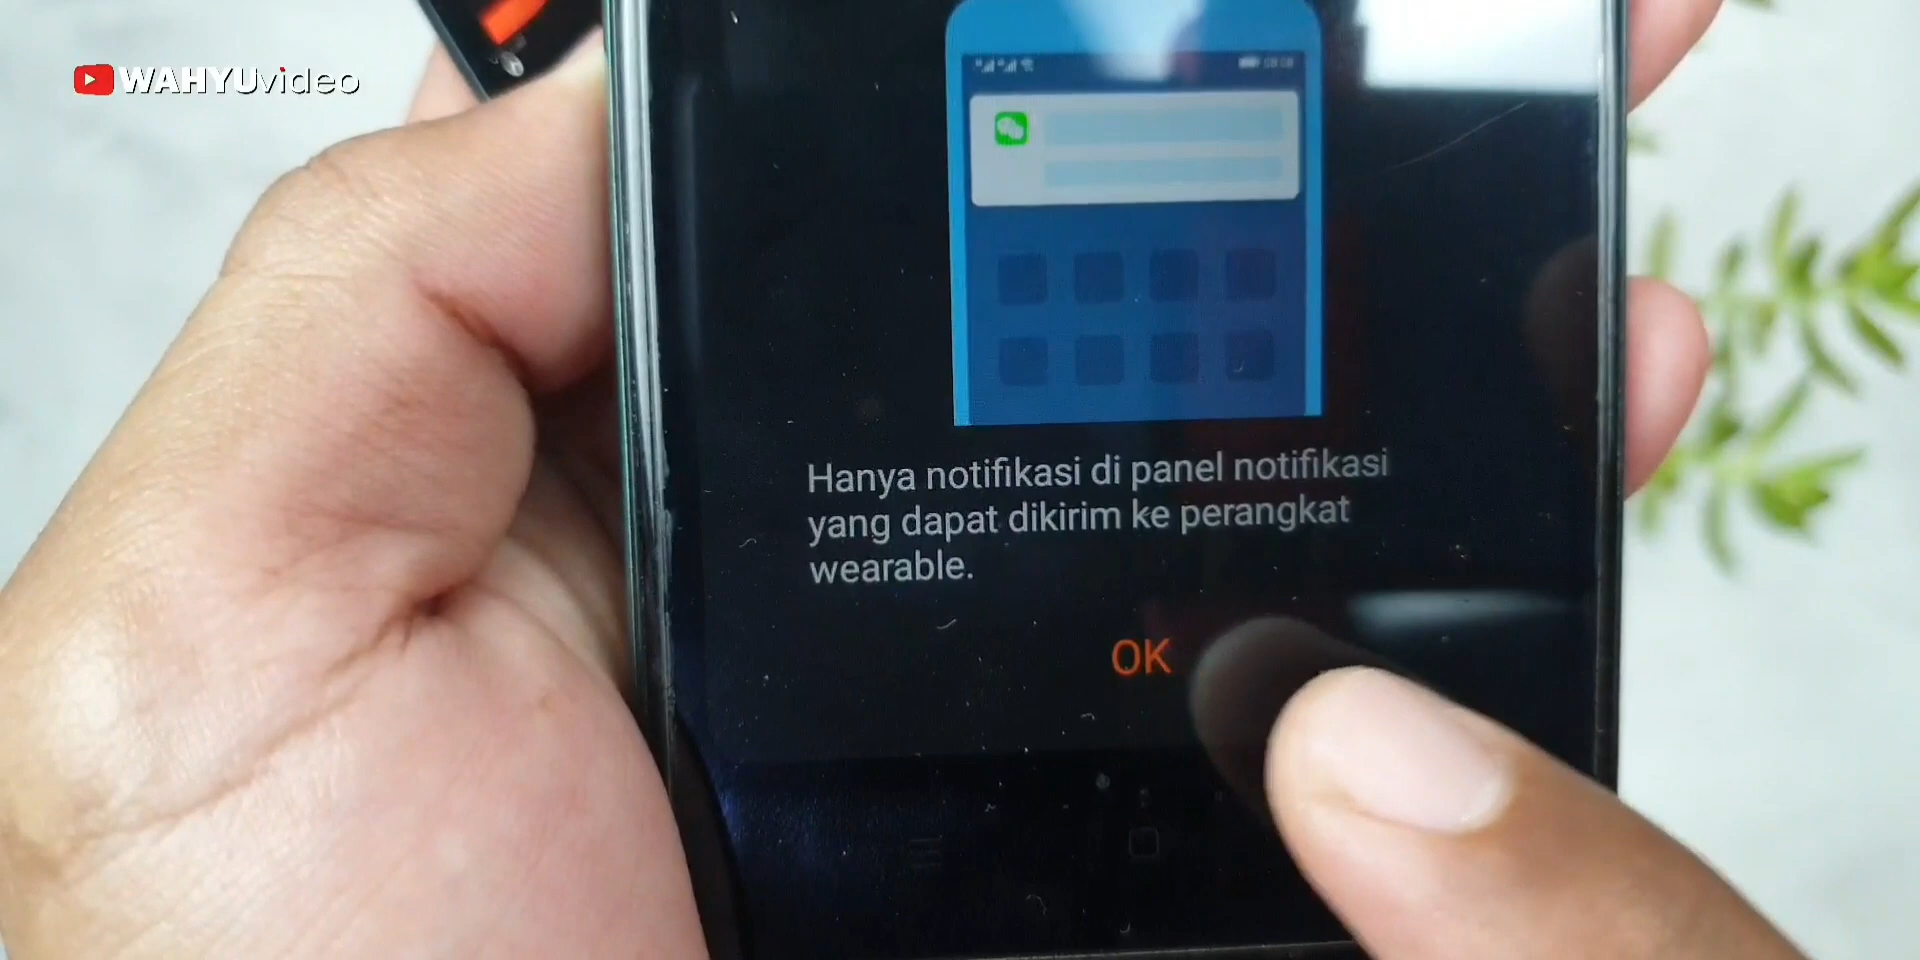 WAHYUvideo
Hanya notifikasi di panel notifikasi
yang dapat dikirim ke perangkat
wearable.
OK